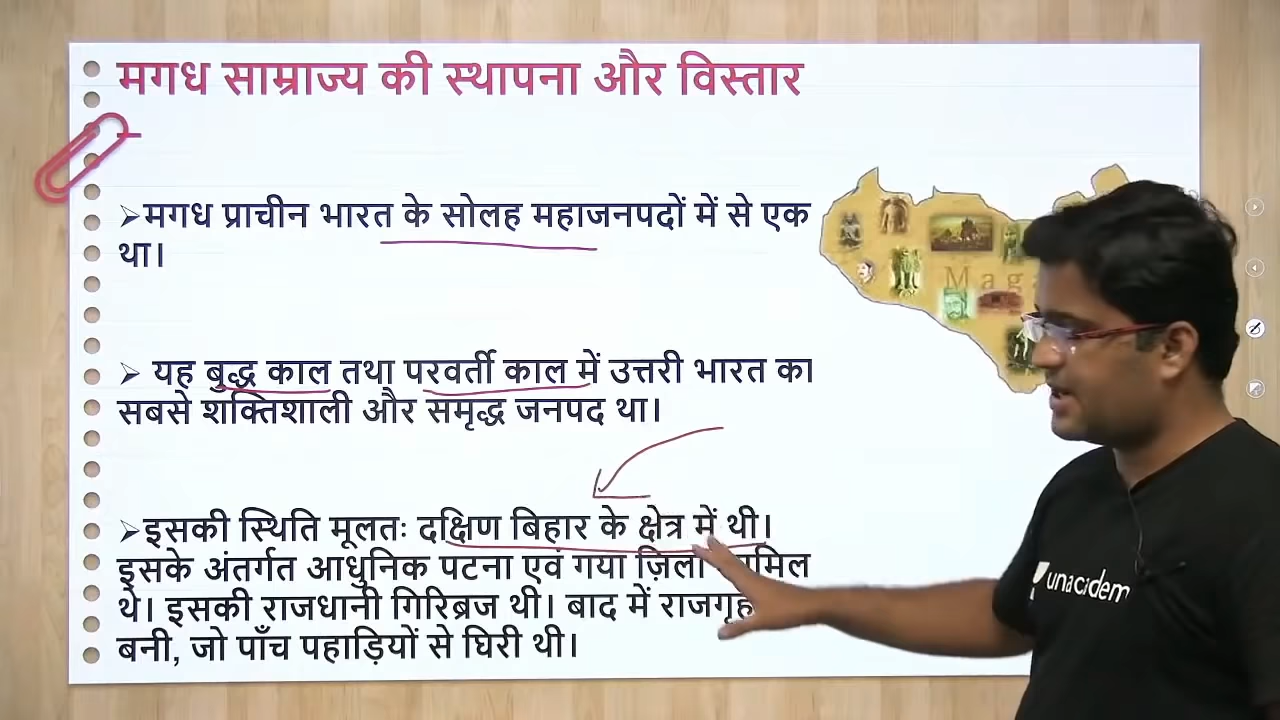 मगध साम्राज्य की स्थापना और विस्तार
–
➢मगध प्राचीन भारत के सोलह महाजनपदों में से एक
था।
➢ यह बुद्ध काल तथा परवर्ती काल में उत्तरी भारत का
सबसे शक्तिशाली और समृद्ध जनपद था।
➢इसकी स्थिति मूलतः दक्षिण बिहार के क्षेत्र में थी।
इसके अंतर्गत आधुनिक पटना एवं गया ज़िला
थे। इसकी राजधानी गिरिब्रज थी। बाद में राजगृह
बनी, जो पाँच पहाड़ियों से घिरी थी।
Maga
unacadem